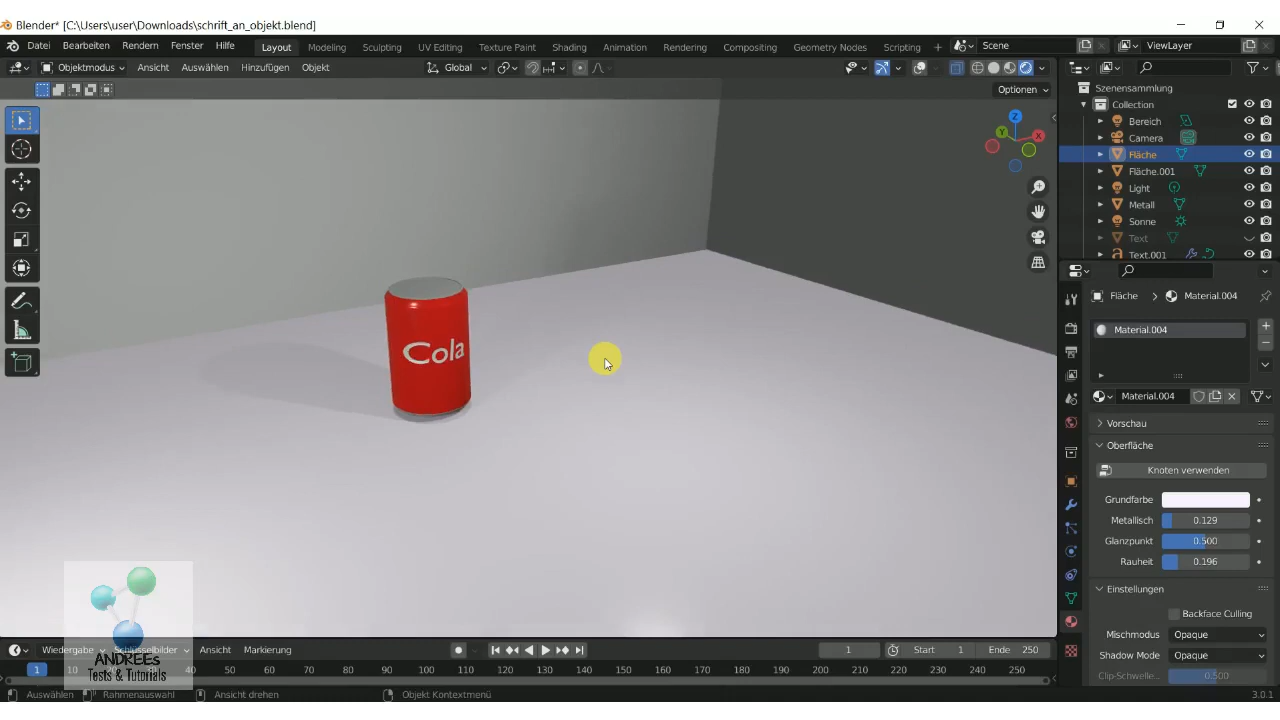 Blender* [C:\Users\user\Downloads\schrift_an_objekt.blend]
Datei Bearbeiten Rendern Fenster Hilfe Layout Modeling Sculpting UV Editing Texture Paint Shading Animation Rendering Compositing Geometry Nodes Scripting Scene ViewLayer
Objektmodus Ansicht Auswählen Hinzufügen Objekt Global
Optionen
Szenensammlung
Collection
Bereich
Camera
Fläche
Fläche.001
Light
Metall
Sonne
Text
Text.001
Z
Y
X
Cola
Fläche > Material.004
Material.004
Material.004
Vorschau
Oberfläche
Knoten verwenden
Grundfarbe
Metallisch 0.129
Glanzpunkt 0.500
Rauheit 0.196
Einstellungen
Backface Culling
Mischmodus Opaque
Shadow Mode Opaque
Clip-Schwelle... 0.500
Wiedergabe Schlüsselbilder Ansicht Markierung 1 Start 1 Ende 250
1 10 40 50 60 70 80 90 100 110 120 130 140 150 160 170 180 190 200 210 220 230 240 250
ANDREEs
Tests & Tutorials
Auswählen Rahmenauswahl Ansicht drehen Objekt Kontextmenü 3.0.1